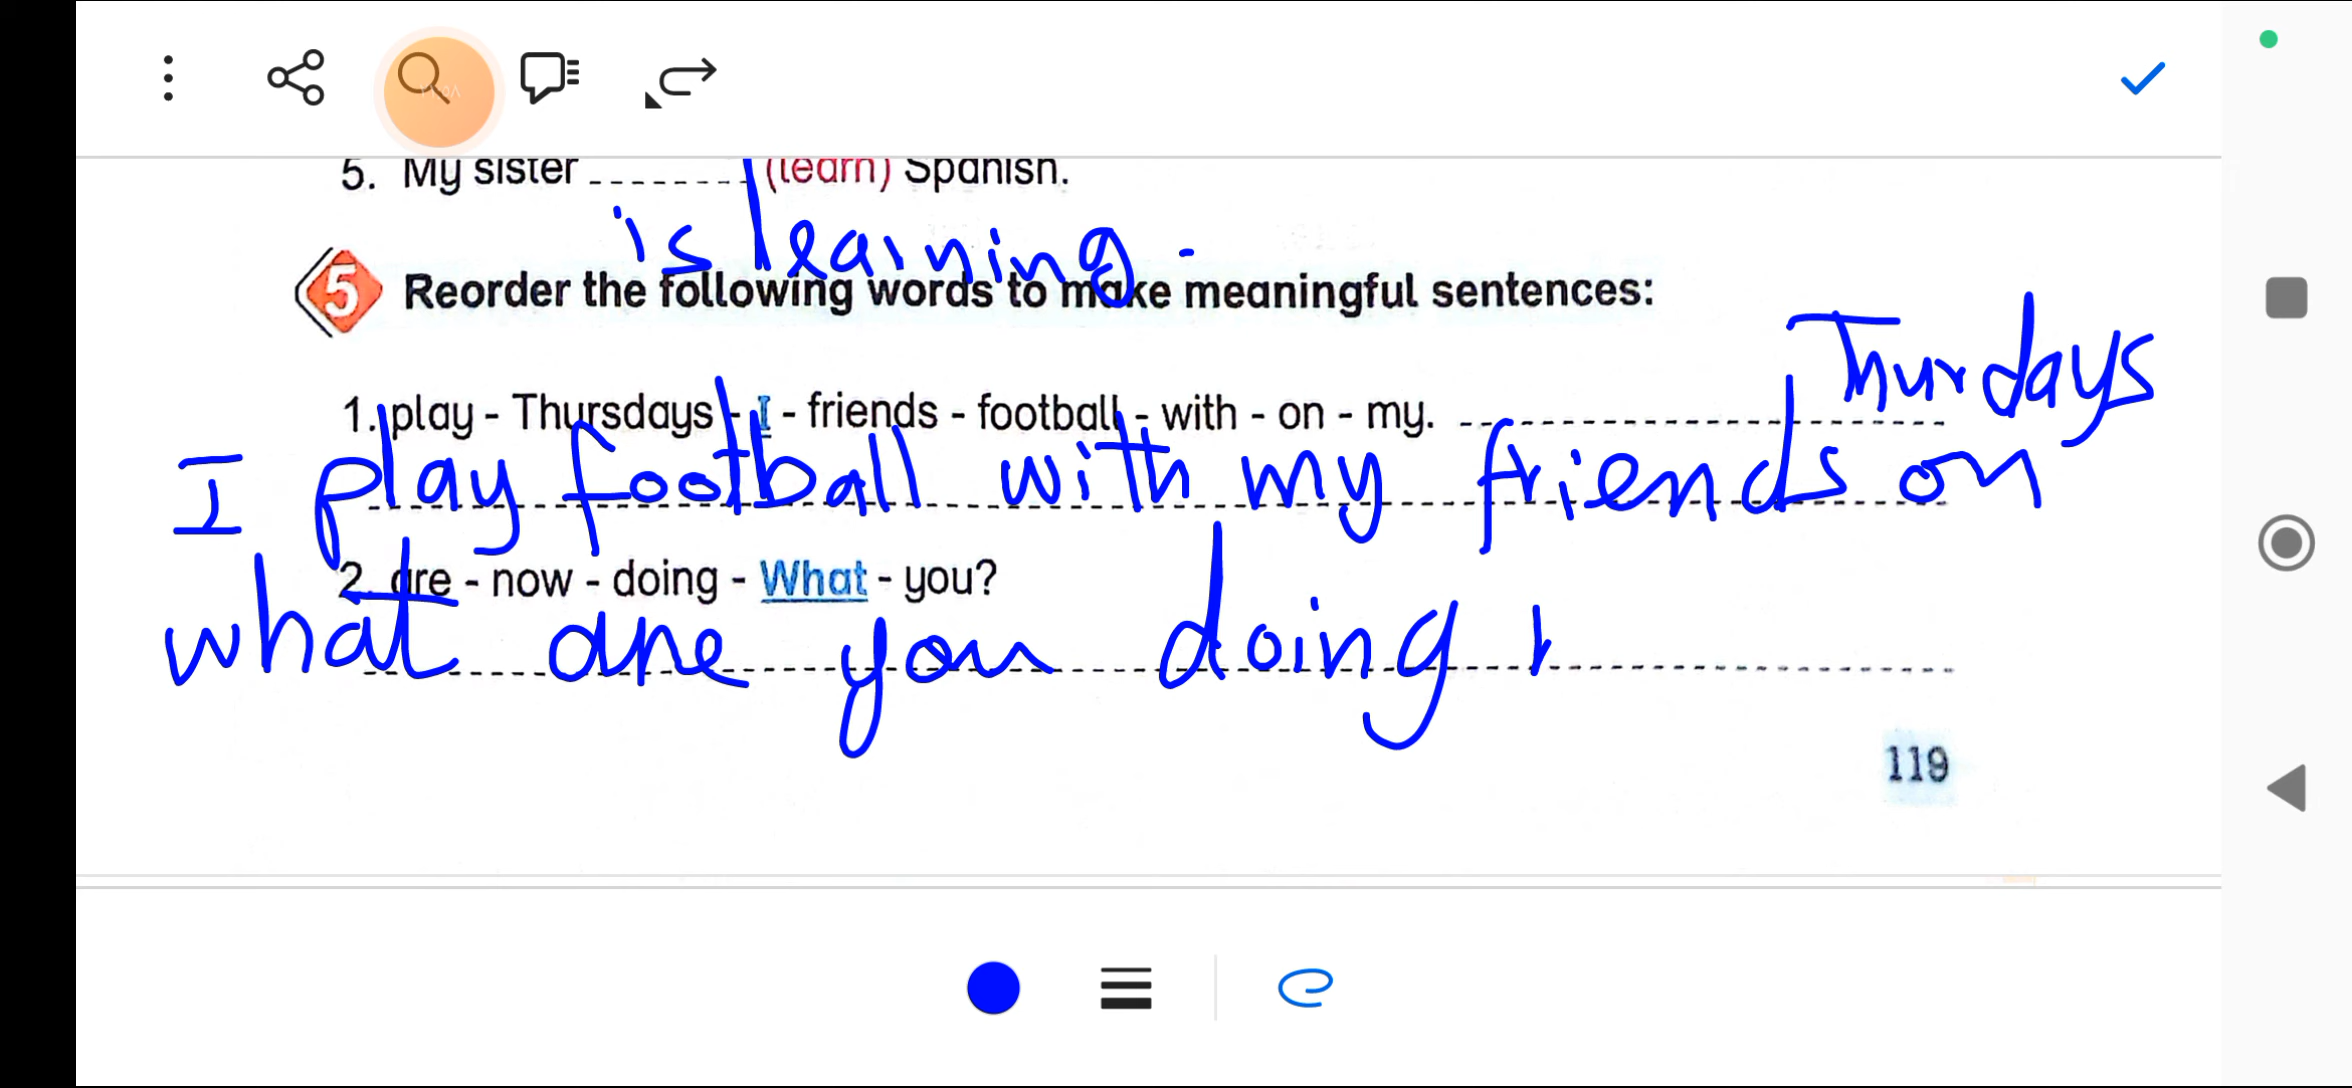 5. My sister ........ (learn) Spanish.
is learning.
5 Reorder the following words to make meaningful sentences:
Thurdays
1. play - Thursdays - I - friends - football - with - on - my.
I play football with my friends on
2. are - now - doing - What - you?
what are you doing
119